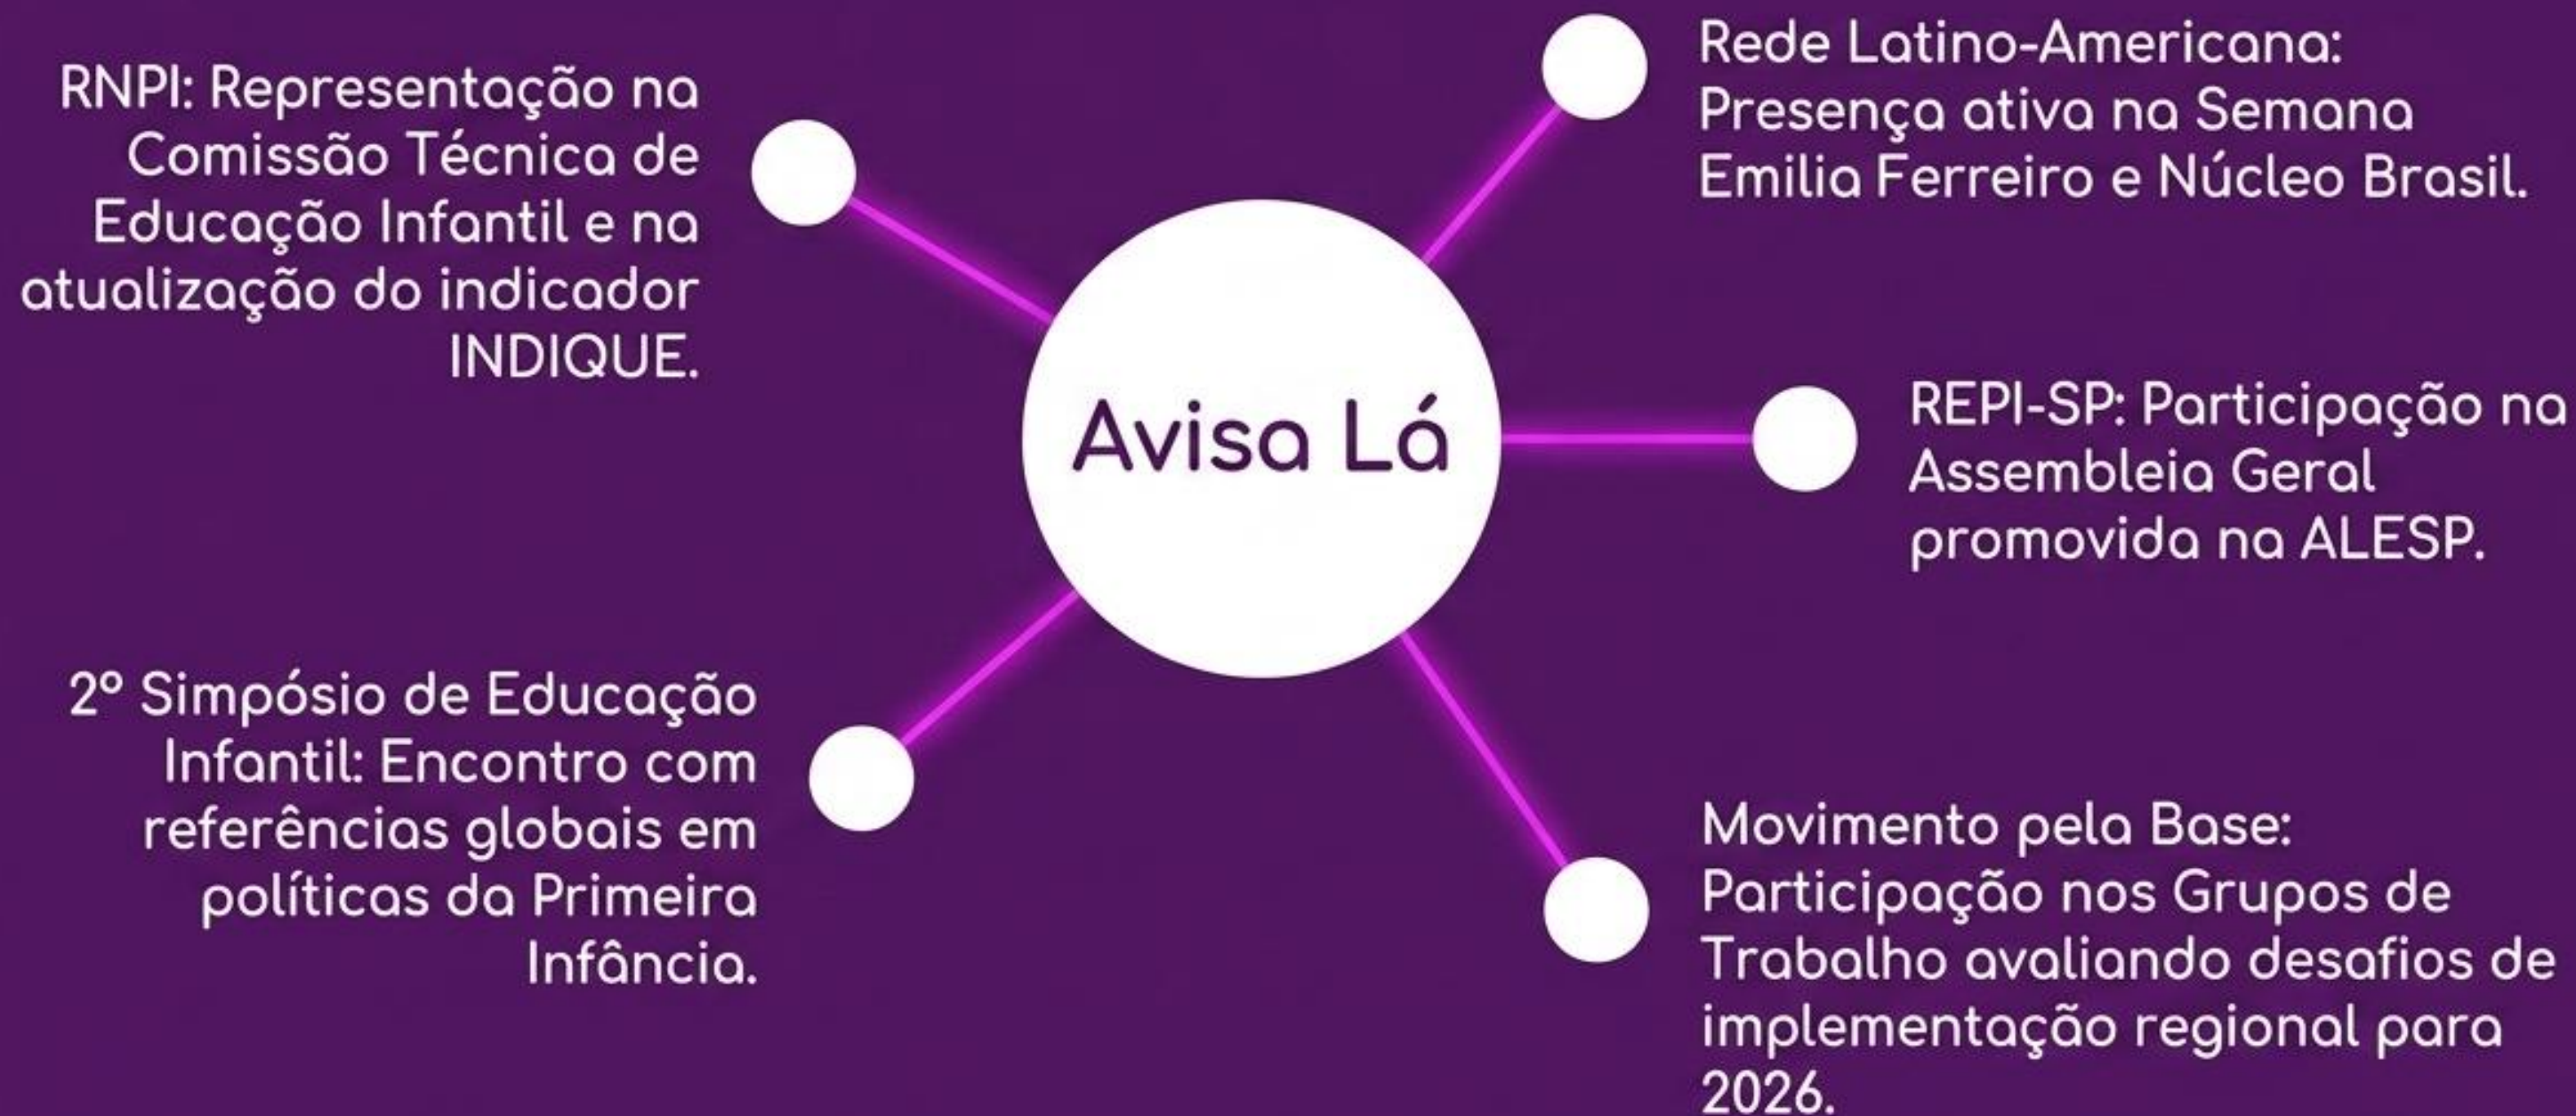 RNPI: Representação na
Comissão Técnica de
Educação Infantil e na
atualização do indicador
INDIQUE.
2º Simpósio de Educação
Infantil: Encontro com
referências globais em
políticas da Primeira
Infância.
Avisa Lá
Rede Latino-Americana:
Presença ativa na Semana
Emilia Ferreiro e Núcleo Brasil.
REPI-SP: Participação na
Assembleia Geral
promovida na ALESP.
Movimento pela Base:
Participação nos Grupos de
Trabalho avaliando desafios de
implementação regional para
2026.